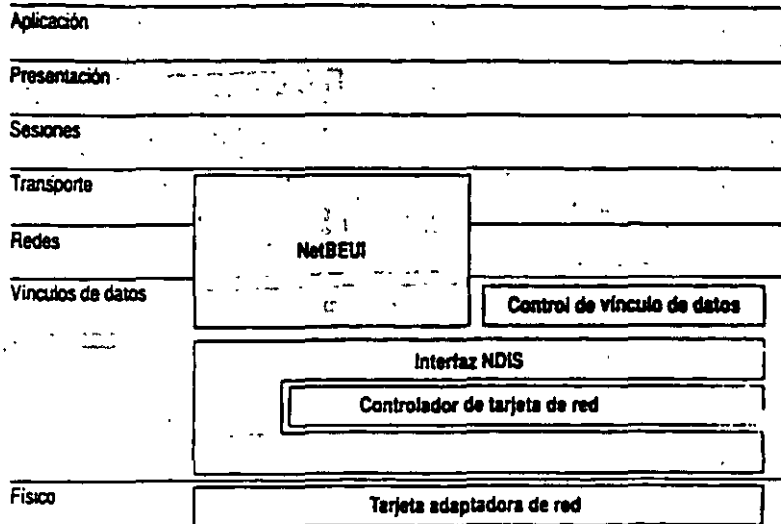 Aplicación
Presentación
Sesiones
Transporte
Redes
NetBEUI
Vínculos de datos
Control de vínculo de datos
Interfaz NDIS
Controlador de tarjeta de red
Físico
Tarjeta adaptadora de red